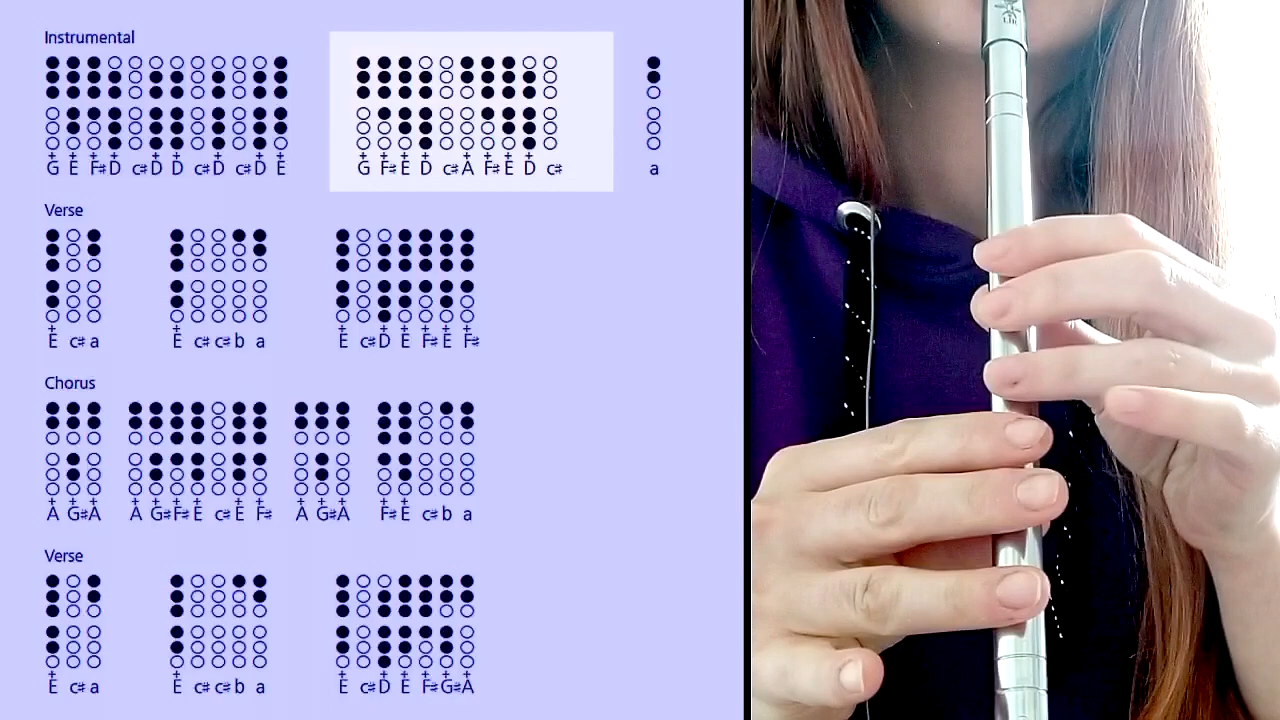 Instrumental
+ + + + + + + + + + + +
G E F# D c# D D c# D c# D E G F# E D c# A F# E D c# a
Verse
+ + + + + + +
E c# a E c# c# b a E c# D E F# E F#
Chorus
+ + + + + + + + + + + + + + +
A G# A A G# F# E c# E F# A G# A F# E c# b a
Verse
+ + + + + + +
E c# a E c# c# b a E c# D E F# G# A